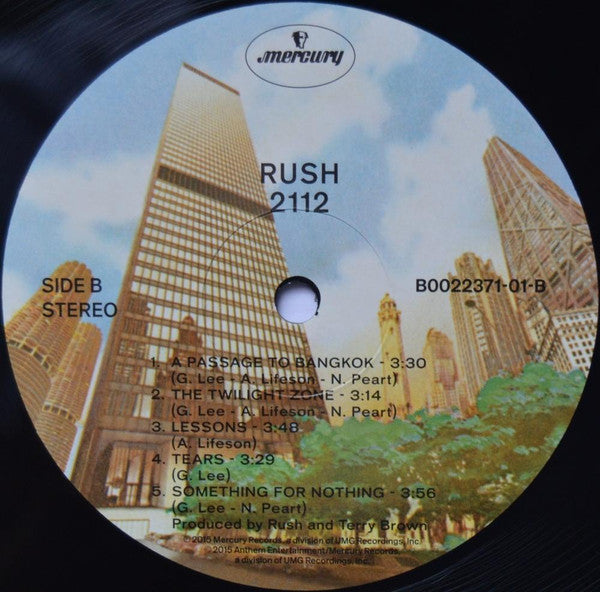 mercury
RUSH
2112
SIDE B
STEREO
B0022371-01-B
1. A PASSAGE TO BANGKOK - 3:30
(G. Lee - A. Lifeson - N. Peart)
2. THE TWILIGHT ZONE - 3:14
(G. Lee - A. Lifeson - N. Peart)
3. LESSONS - 3:48
(A. Lifeson)
4. TEARS - 3:29
(G. Lee)
5. SOMETHING FOR NOTHING - 3:56
(G. Lee - N. Peart)
Produced by Rush and Terry Brown
℗ 2015 Mercury Records, a division of UMG Recordings, Inc.
2015 Anthem Entertainment/Mercury Records,
a division of UMG Recordings, Inc.